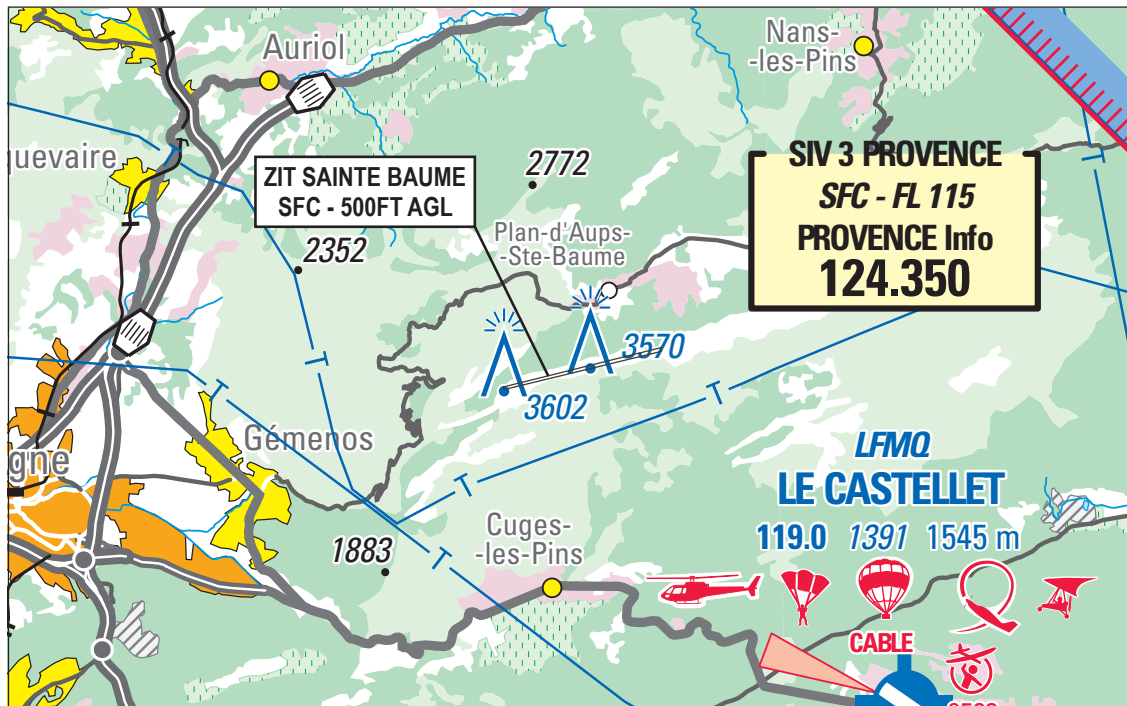 Auriol
Nans-
-les-Pins
quevaire
ZIT SAINTE BAUME
SFC - 500FT AGL
2772
SIV 3 PROVENCE
SFC - FL 115
PROVENCE Info
124.350
2352
Plan-d'Aups-
-Ste-Baume
3570
3602
Gémenos
gne
LFMQ
LE CASTELLET
119.0 1391 1545 m
Cuges-
-les-Pins
1883
CABLE